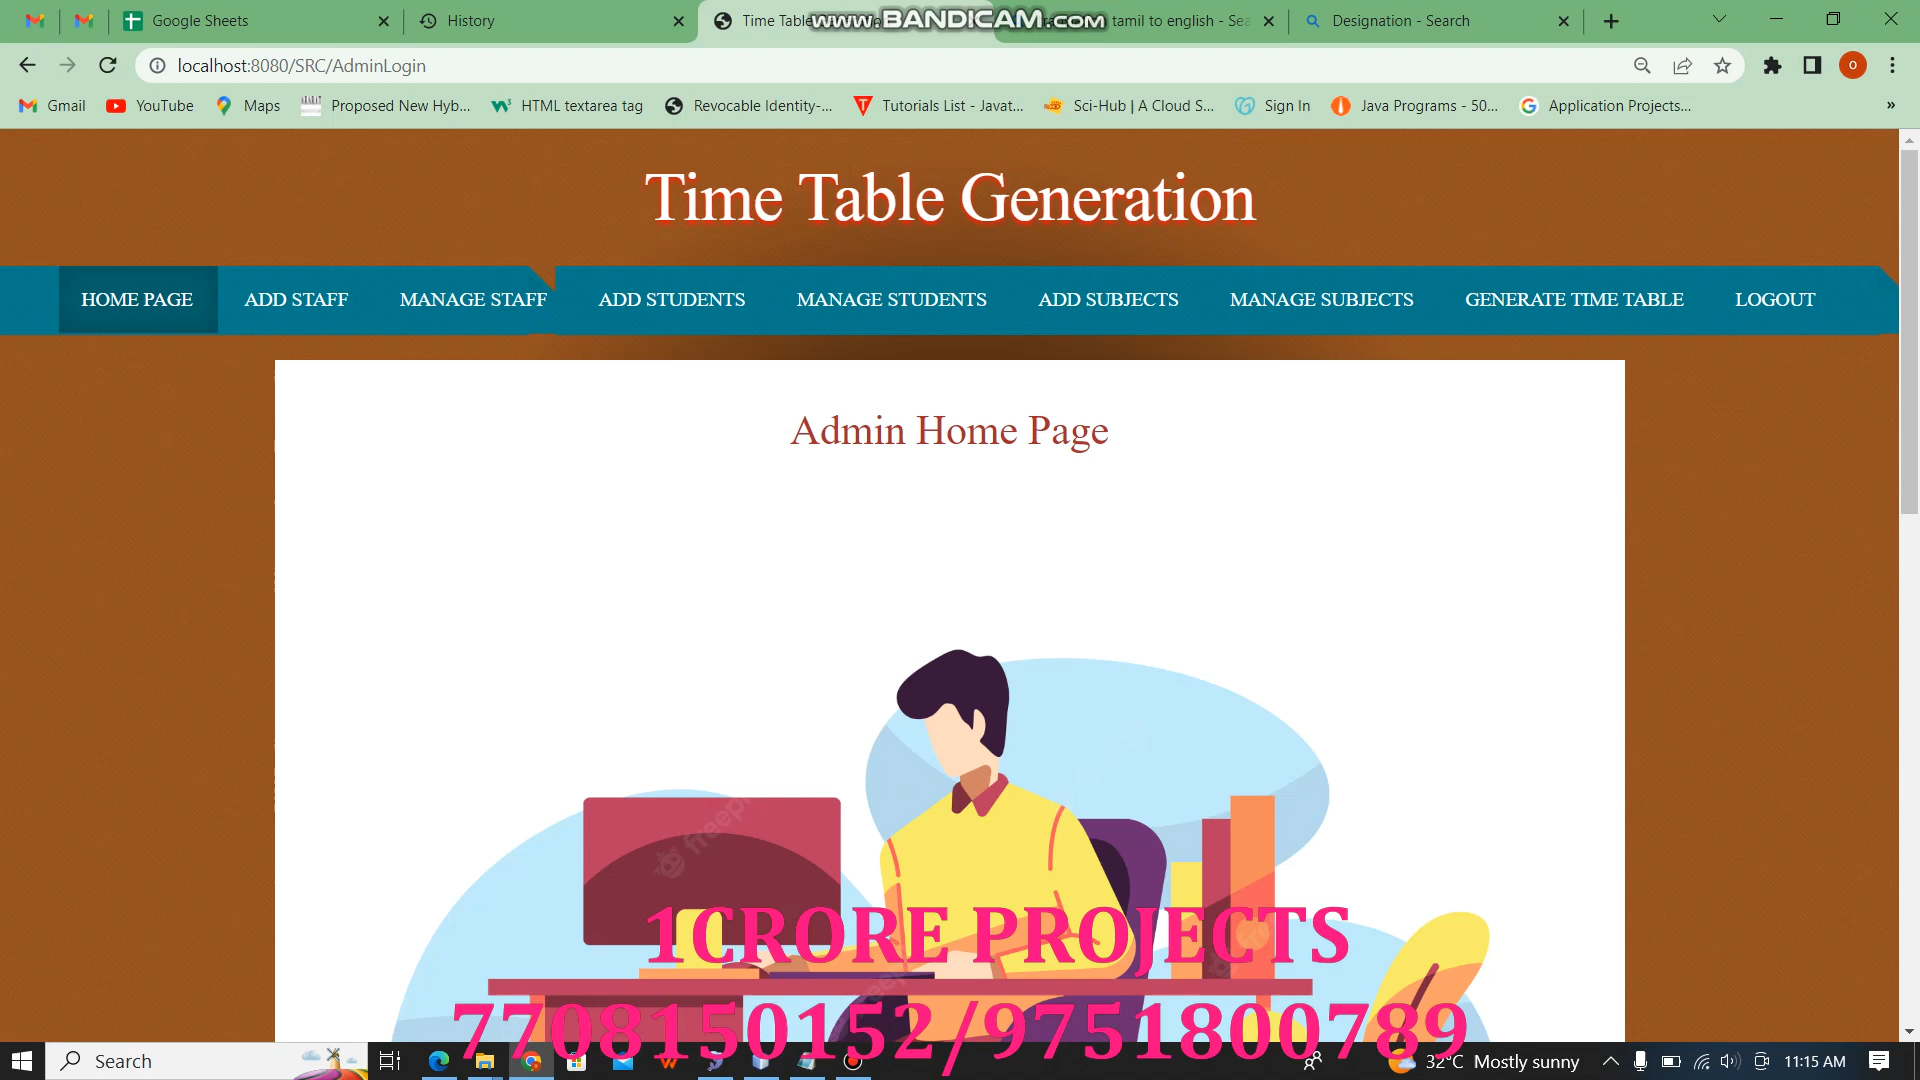 Google Sheets
History
Time Table
www.BANDICAM.com
tamil to english - Sea
Designation - Search
localhost:8080/SRC/AdminLogin
o
Gmail
YouTube
Maps
Proposed New Hyb...
HTML textarea tag
Revocable Identity-...
Tutorials List - Javat...
Sci-Hub | A Cloud S...
Sign In
Java Programs - 50...
Application Projects...
Time Table Generation
HOME PAGE
ADD STAFF
MANAGE STAFF
ADD STUDENTS
MANAGE STUDENTS
ADD SUBJECTS
MANAGE SUBJECTS
GENERATE TIME TABLE
LOGOUT
Admin Home Page
1CRORE PROJECTS
7708150152/9751800789
Search
32°C Mostly sunny
11:15 AM